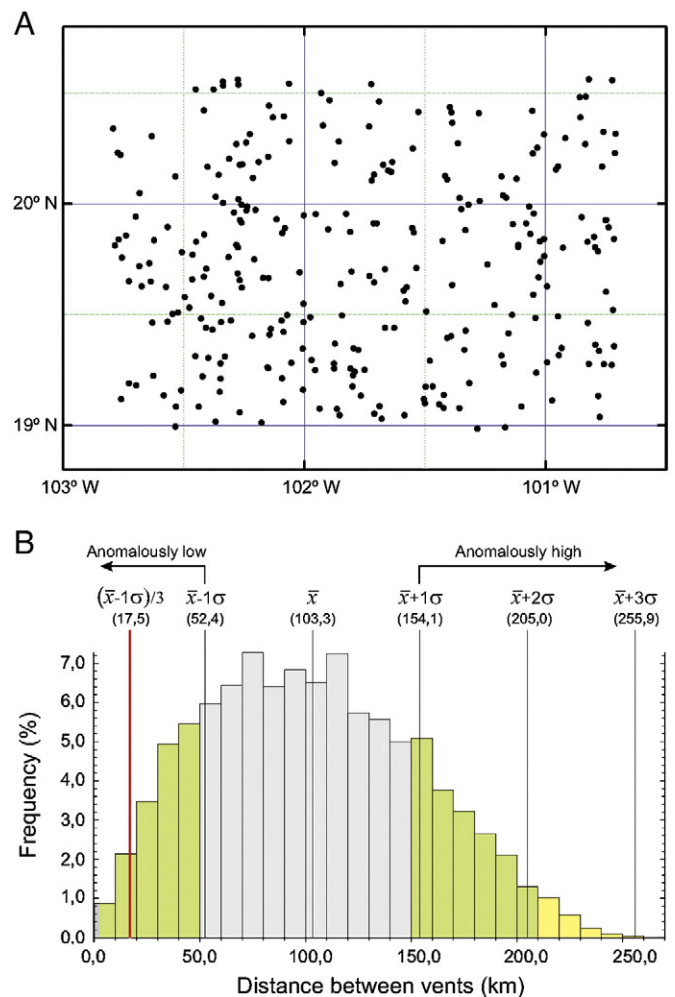 A
20º N
19º N
103º W 102º W 101º W
B
Anomalously low Anomalously high
(x̅-1σ)/3 x̅-1σ x̅ x̅+1σ x̅+2σ x̅+3σ
(17,5) (52,4) (103,3) (154,1) (205,0) (255,9)
7,0
6,0
5,0
4,0
3,0
2,0
1,0
0,0
Frequency (%)
0,0 50,0 100,0 150,0 200,0 250,0
Distance between vents (km)